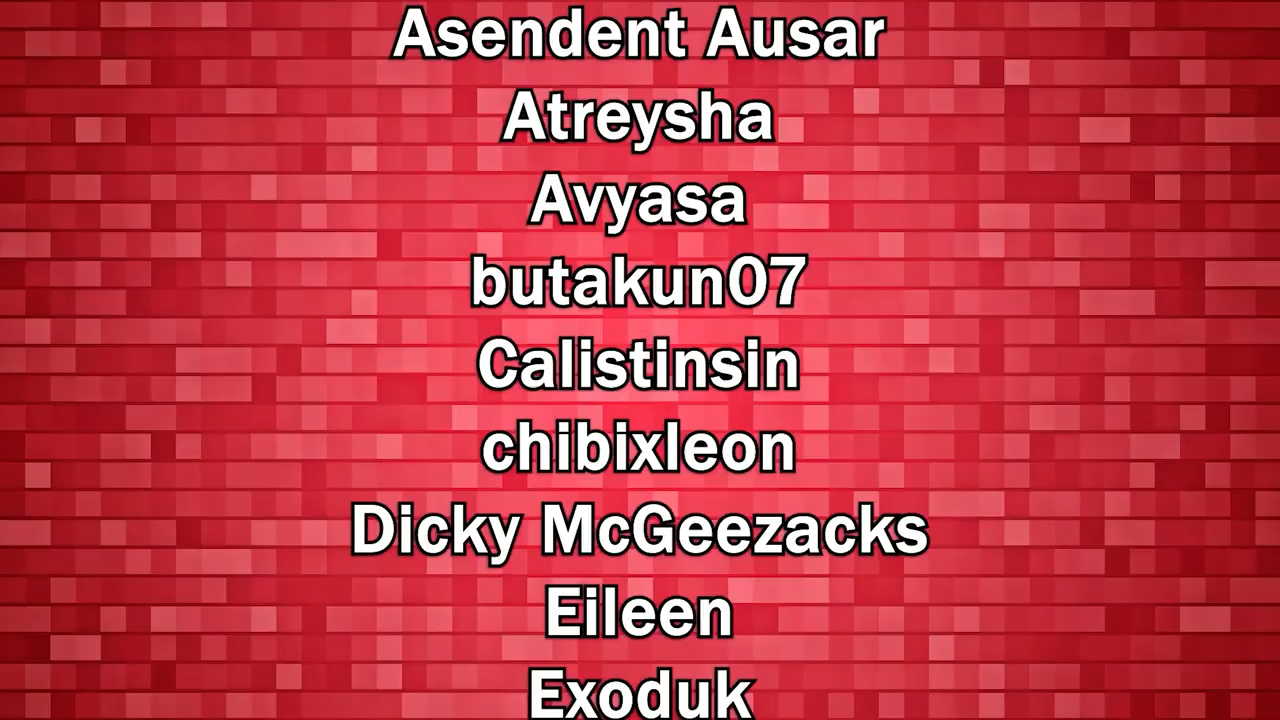 Asendent Ausar
Atreysha
Avyasa
butakun07
Calistinsin
chibixleon
Dicky McGeezacks
Eileen
Exoduk